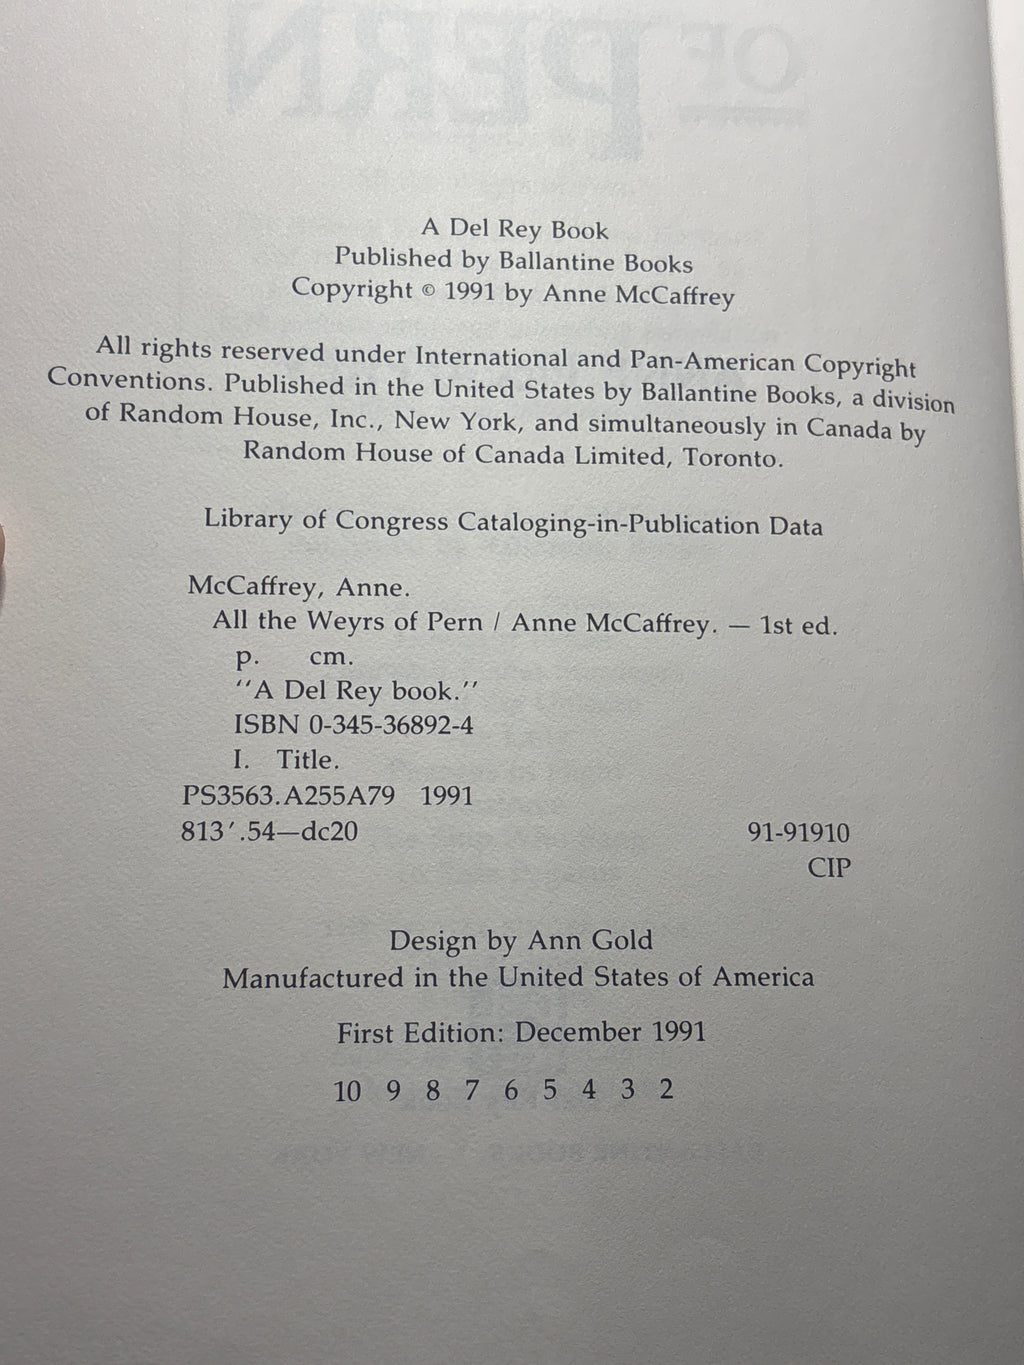 A Del Rey Book
Published by Ballantine Books
Copyright © 1991 by Anne McCaffrey
All rights reserved under International and Pan-American Copyright
Conventions. Published in the United States by Ballantine Books, a division
of Random House, Inc., New York, and simultaneously in Canada by
Random House of Canada Limited, Toronto.
Library of Congress Cataloging-in-Publication Data
McCaffrey, Anne.
All the Weyrs of Pern / Anne McCaffrey. — 1st ed.
p. cm.
‘‘A Del Rey book.’’
ISBN 0-345-36892-4
I. Title.
PS3563.A255A79 1991
813′.54—dc20 91-91910
CIP
Design by Ann Gold
Manufactured in the United States of America
First Edition: December 1991
10 9 8 7 6 5 4 3 2